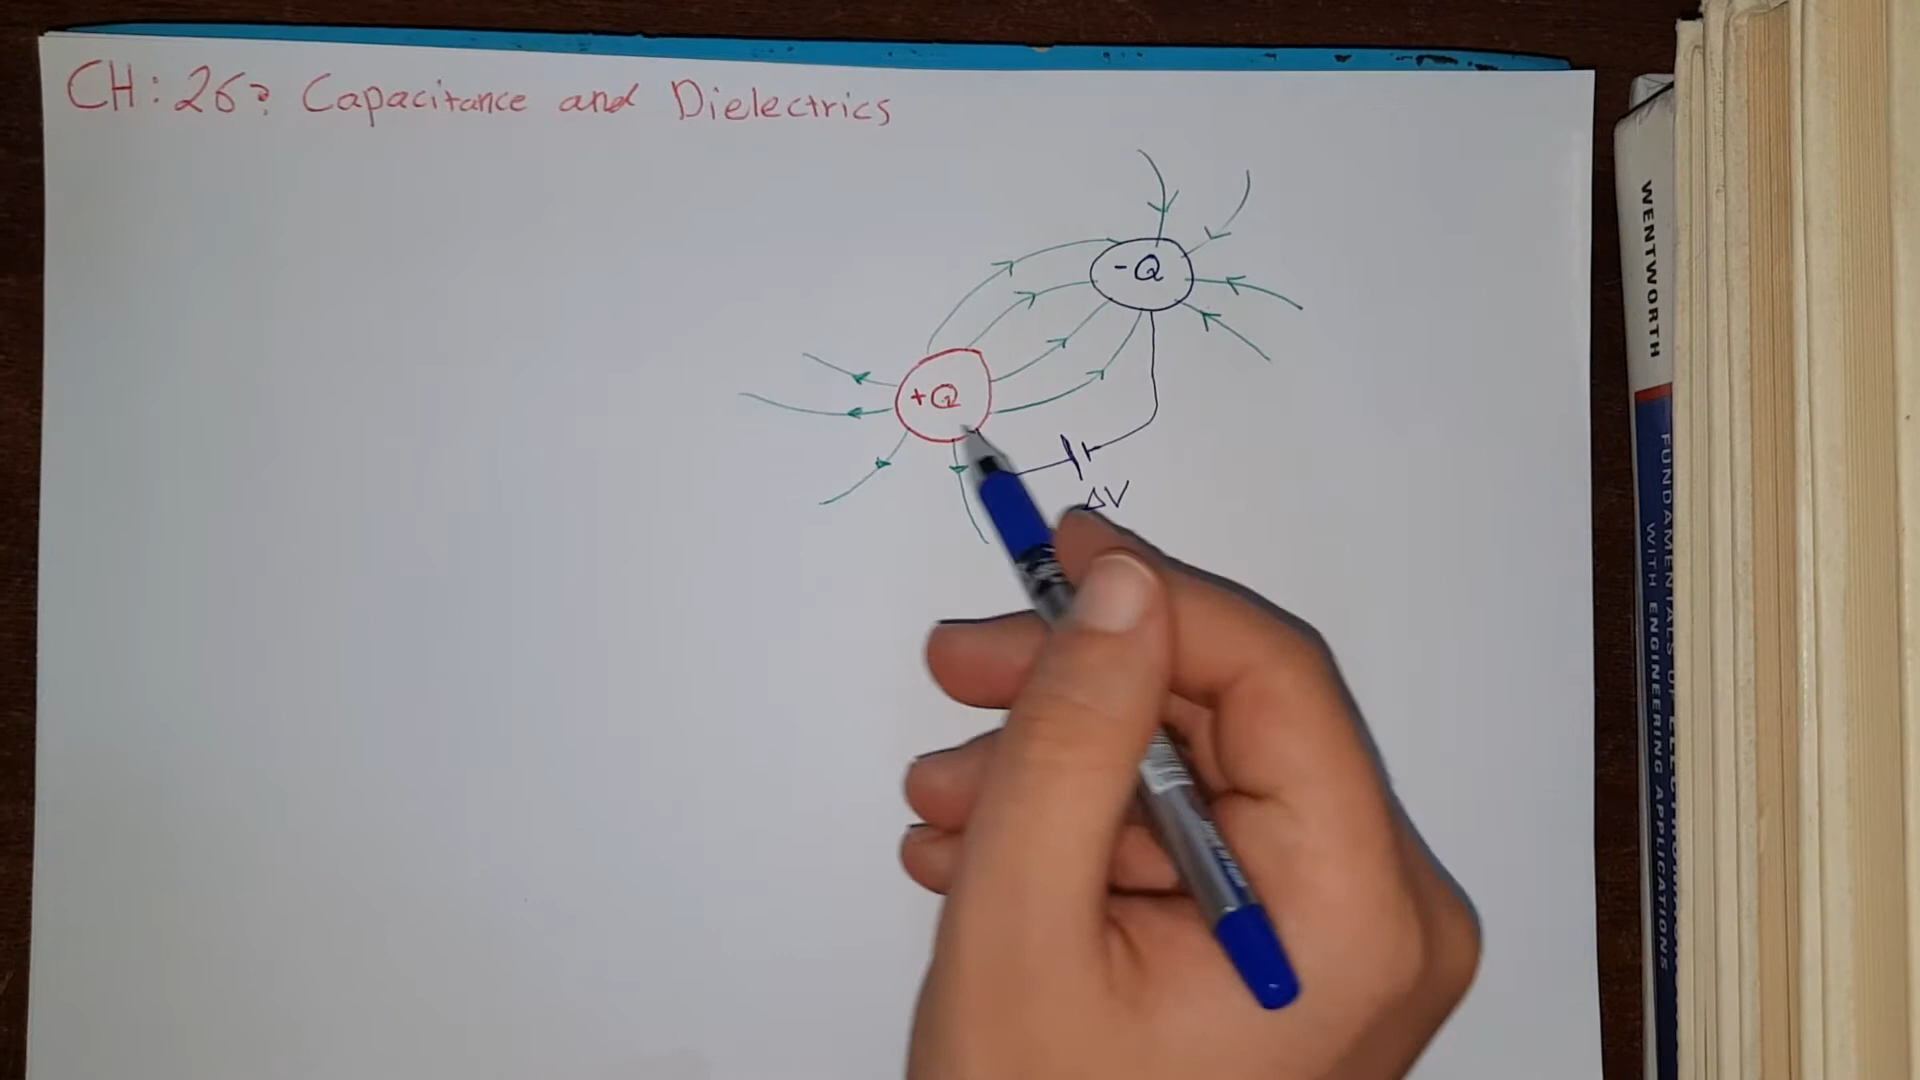 CH: 26: Capacitance and Dielectrics
-Q
+Q
ΔV
WENTWORTH
FUNDAMENTALS OF
WITH ENGINEERING APPLICATIONS